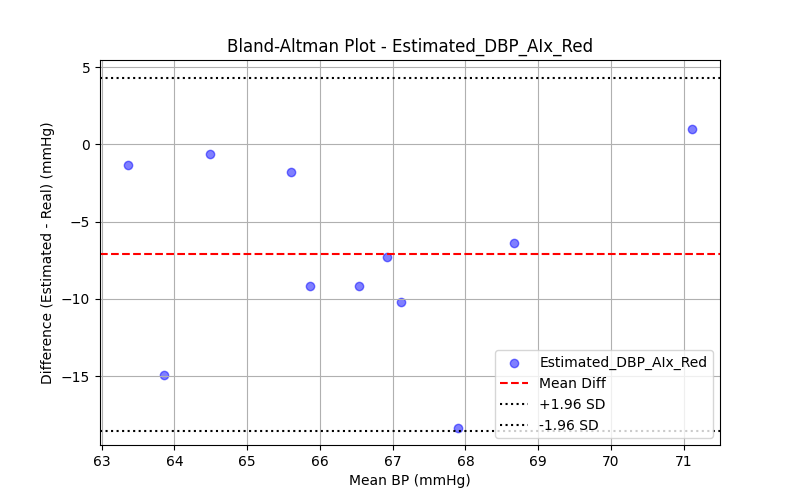 Bland-Altman Plot - Estimated_DBP_AIx_Red
Difference (Estimated - Real) (mmHg)
5
0
−5
−10
−15
Estimated_DBP_AIx_Red
Mean Diff
+1.96 SD
-1.96 SD
63 64 65 66 67 68 69 70 71
Mean BP (mmHg)